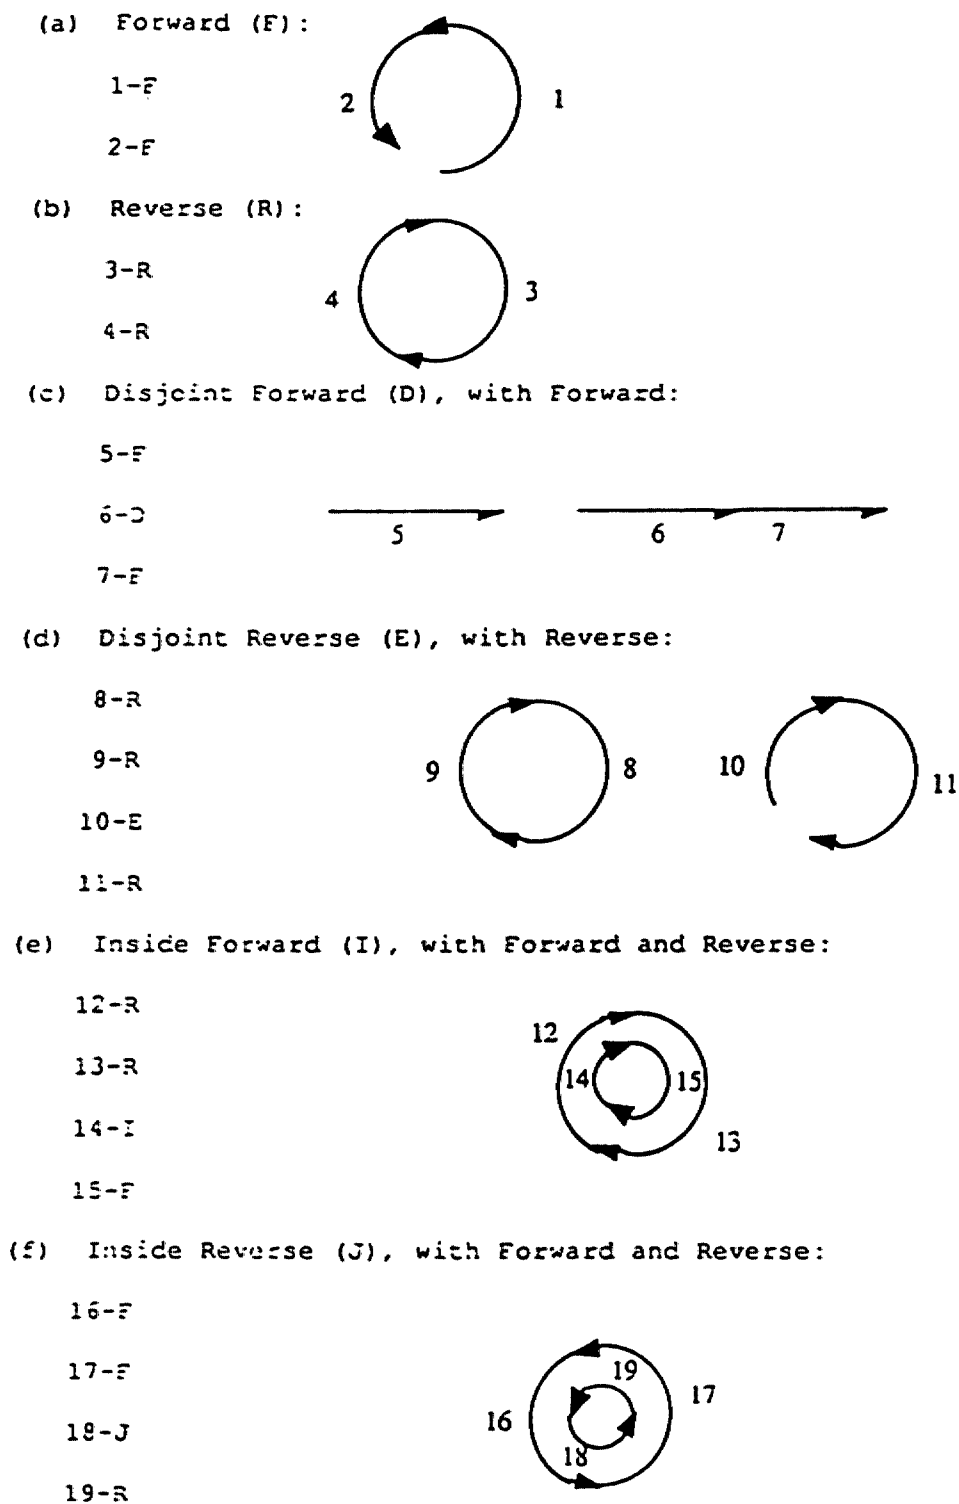 (a) Forward (F):
1-F
2 1
2-F
(b) Reverse (R):
3-R
4 3
4-R
(c) Disjoint Forward (D), with Forward:
5-F
6-D
5 6 7
7-F
(d) Disjoint Reverse (E), with Reverse:
8-R
9-R
9 8 10 11
10-E
11-R
(e) Inside Forward (I), with Forward and Reverse:
12-R
12
13-R
14 15
14-I
13
15-F
(f) Inside Reverse (J), with Forward and Reverse:
16-F
17-F
19 17
16
18-J
18
19-R